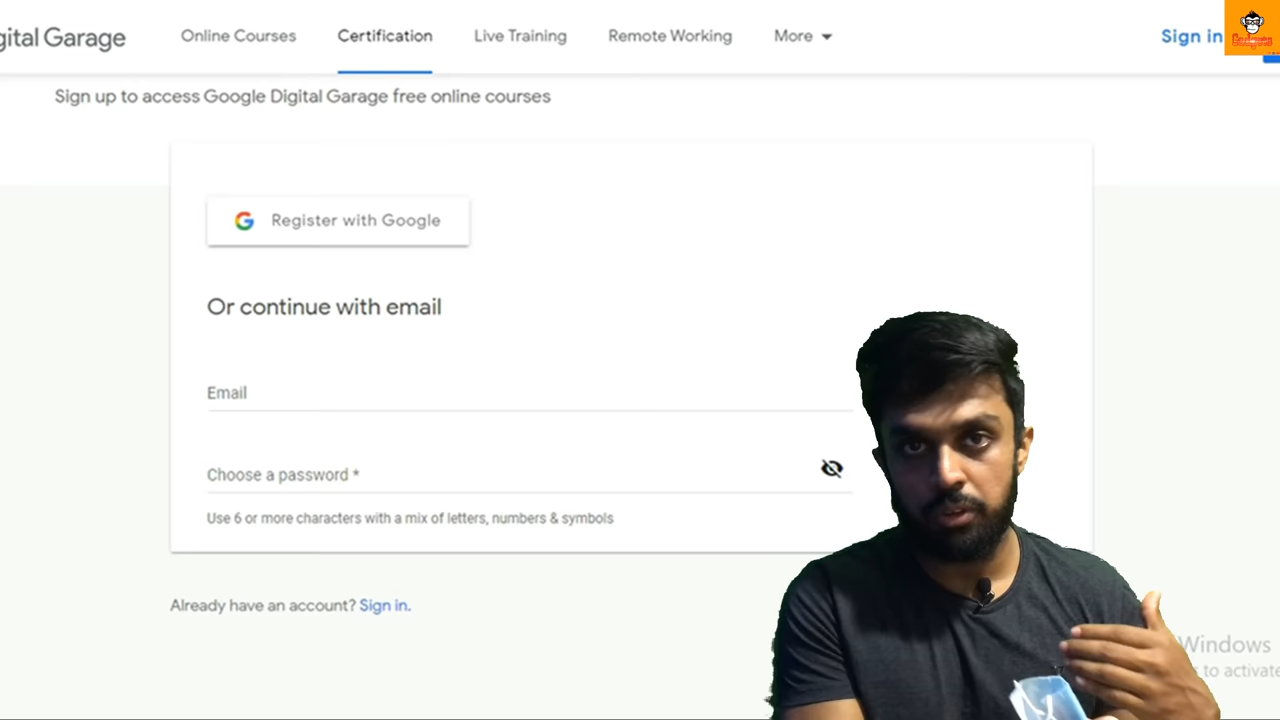 gital Garage
Online Courses
Certification
Live Training
Remote Working
More
Sign in
Sign up to access Google Digital Garage free online courses
Register with Google
Or continue with email
Email
Choose a password *
Use 6 or more characters with a mix of letters, numbers & symbols
Already have an account? Sign in.
Windows
s to activate